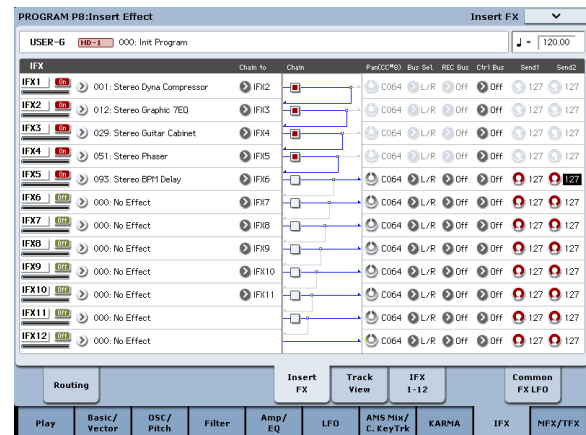 PROGRAM P8:Insert Effect Insert FX
USER-G HD-1 000: Init Program ♩ = 120.00
IFX Chain to Chain Pan(CC#8) Bus Sel. REC Bus Ctrl Bus Send1 Send2
IFX1 On 001: Stereo Dyna Compressor IFX2 C064 L/R Off Off 127 127
IFX2 On 012: Stereo Graphic 7EQ IFX3 C064 L/R Off Off 127 127
IFX3 On 029: Stereo Guitar Cabinet IFX4 C064 L/R Off Off 127 127
IFX4 On 051: Stereo Phaser IFX5 C064 L/R Off Off 127 127
IFX5 On 093: Stereo BPM Delay IFX6 C064 L/R Off Off 127 127
IFX6 Off 000: No Effect IFX7 C064 L/R Off Off 127 127
IFX7 Off 000: No Effect IFX8 C064 L/R Off Off 127 127
IFX8 Off 000: No Effect IFX9 C064 L/R Off Off 127 127
IFX9 Off 000: No Effect IFX10 C064 L/R Off Off 127 127
IFX10 Off 000: No Effect IFX11 C064 L/R Off Off 127 127
IFX11 Off 000: No Effect C064 L/R Off Off 127 127
IFX12 Off 000: No Effect C064 L/R Off Off 127 127
Routing Insert FX Track View IFX 1-12 Common FX LFO
Play Basic/Vector OSC/Pitch Filter Amp/EQ LFO AMS Mix/C. KeyTrk KARMA IFX MFX/TFX